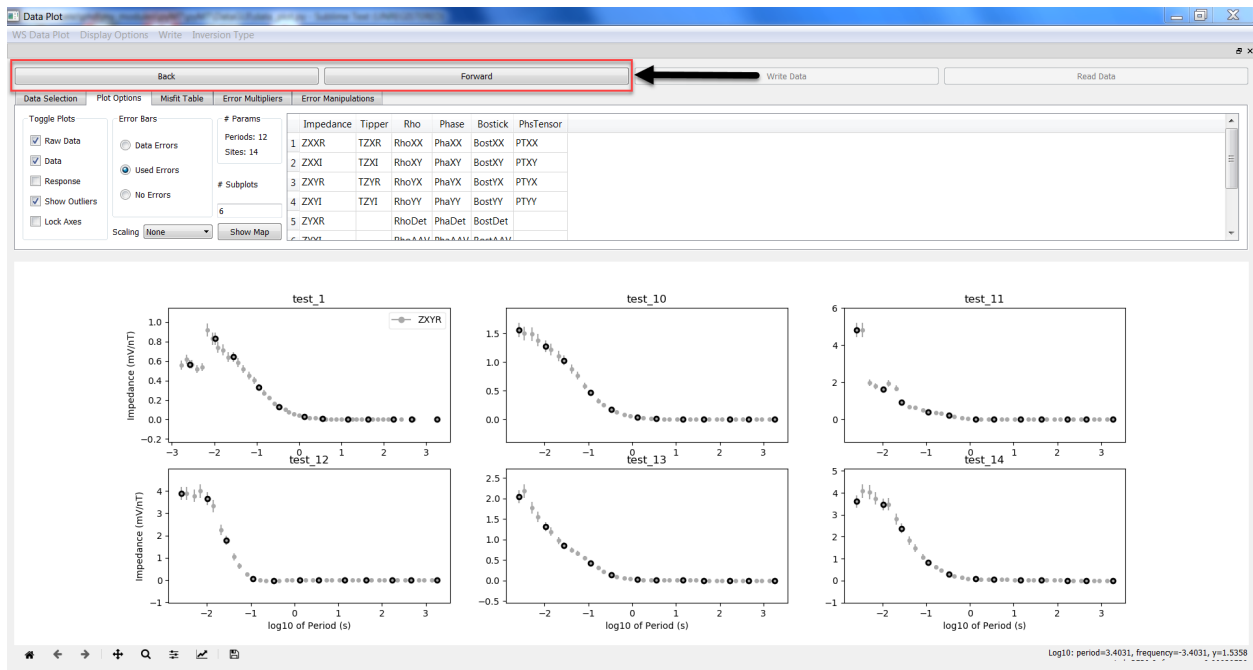 Data Plot
WS Data Plot Display Options Write Inversion Type
Back Forward Write Data Read Data
Data Selection Plot Options Misfit Table Error Multipliers Error Manipulations
Toggle Plots Error Bars # Params
Impedance Tipper Rho Phase Bostick PhsTensor
Raw Data Data Errors Periods: 12
1 ZXXR TZXR RhoXX PhaXX BostXX PTXX
Data Used Errors Sites: 14
2 ZXXI TZXI RhoXY PhaXY BostXY PTXY
Response No Errors # Subplots
3 ZXYR TZYR RhoYX PhaYX BostYX PTYX
Show Outliers 6
4 ZXYI TZYI RhoYY PhaYY BostYY PTYY
Lock Axes Scaling None Show Map
5 ZYXR RhoDet PhaDet BostDet
test_1 test_10 test_11
ZXYR
Impedance (mV/nT)
1.0
0.8
0.6
0.4
0.2
0.0
−0.2
−3 −2 −1 0 1 2 3
1.5
1.0
0.5
0.0
−2 −1 0 1 2 3
6
4
2
0
−2 −1 0 1 2 3
test_12 test_13 test_14
Impedance (mV/nT)
4
3
2
1
0
−1
−2 −1 0 1 2 3
2.5
2.0
1.5
1.0
0.5
0.0
−0.5
−2 −1 0 1 2 3
5
4
3
2
1
0
−1
−2 −1 0 1 2 3
log10 of Period (s) log10 of Period (s) log10 of Period (s)
Log10: period=3.4031, frequency=-3.4031, y=1.5358